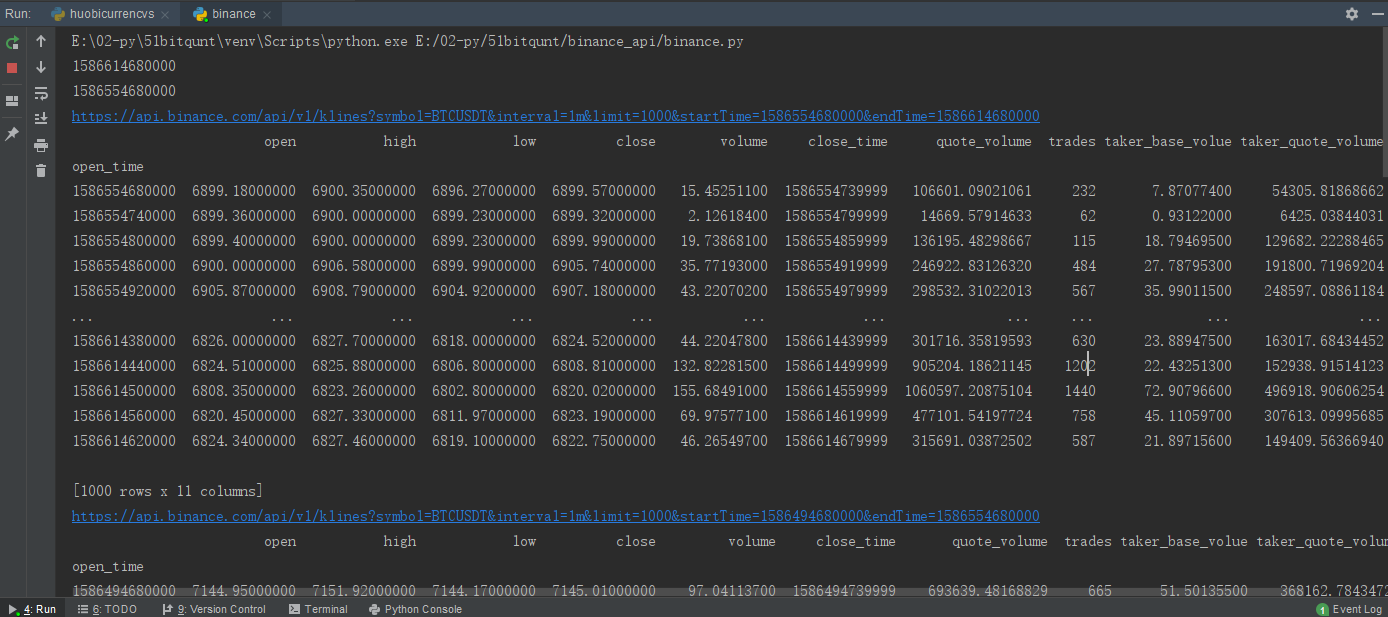 Run: huobicurrencvs binance
E:\02-py\51bitqunt\venv\Scripts\python.exe E:/02-py/51bitqunt/binance_api/binance.py
1586614680000
1586554680000
https://api.binance.com/api/v1/klines?symbol=BTCUSDT&interval=1m&limit=1000&startTime=1586554680000&endTime=1586614680000
open high low close volume close_time quote_volume trades taker_base_volue taker_quote_volume
open_time
1586554680000 6899.18000000 6900.35000000 6896.27000000 6899.57000000 15.45251100 1586554739999 106601.09021061 232 7.87077400 54305.81868662
1586554740000 6899.36000000 6900.00000000 6899.23000000 6899.32000000 2.12618400 1586554799999 14669.57914633 62 0.93122000 6425.03844031
1586554800000 6899.40000000 6900.00000000 6899.23000000 6899.99000000 19.73868100 1586554859999 136195.48298667 115 18.79469500 129682.22288465
1586554860000 6900.00000000 6906.58000000 6899.99000000 6905.74000000 35.77193000 1586554919999 246922.83126320 484 27.78795300 191800.71969204
1586554920000 6905.87000000 6908.79000000 6904.92000000 6907.18000000 43.22070200 1586554979999 298532.31022013 567 35.99011500 248597.08861184
... ... ... ... ... ... ... ... ... ... ...
1586614380000 6826.00000000 6827.70000000 6818.00000000 6824.52000000 44.22047800 1586614439999 301716.35819593 630 23.88947500 163017.68434452
1586614440000 6824.51000000 6825.88000000 6806.80000000 6808.81000000 132.82281500 1586614499999 905204.18621145 1202 22.43251300 152938.91514123
1586614500000 6808.35000000 6823.26000000 6802.80000000 6820.02000000 155.68491000 1586614559999 1060597.20875104 1440 72.90796600 496918.90606254
1586614560000 6820.45000000 6827.33000000 6811.97000000 6823.19000000 69.97577100 1586614619999 477101.54197724 758 45.11059700 307613.09995685
1586614620000 6824.34000000 6827.46000000 6819.10000000 6822.75000000 46.26549700 1586614679999 315691.03872502 587 21.89715600 149409.56366940
[1000 rows x 11 columns]
https://api.binance.com/api/v1/klines?symbol=BTCUSDT&interval=1m&limit=1000&startTime=1586494680000&endTime=1586554680000
open high low close volume close_time quote_volume trades taker_base_volue taker_quote_volum
open_time
1586494680000 7144.95000000 7151.92000000 7144.17000000 7145.01000000 97.04113700 1586494739999 693639.48168829 665 51.50135500 368162.7843472
4: Run 6: TODO 9: Version Control Terminal Python Console 1 Event Log